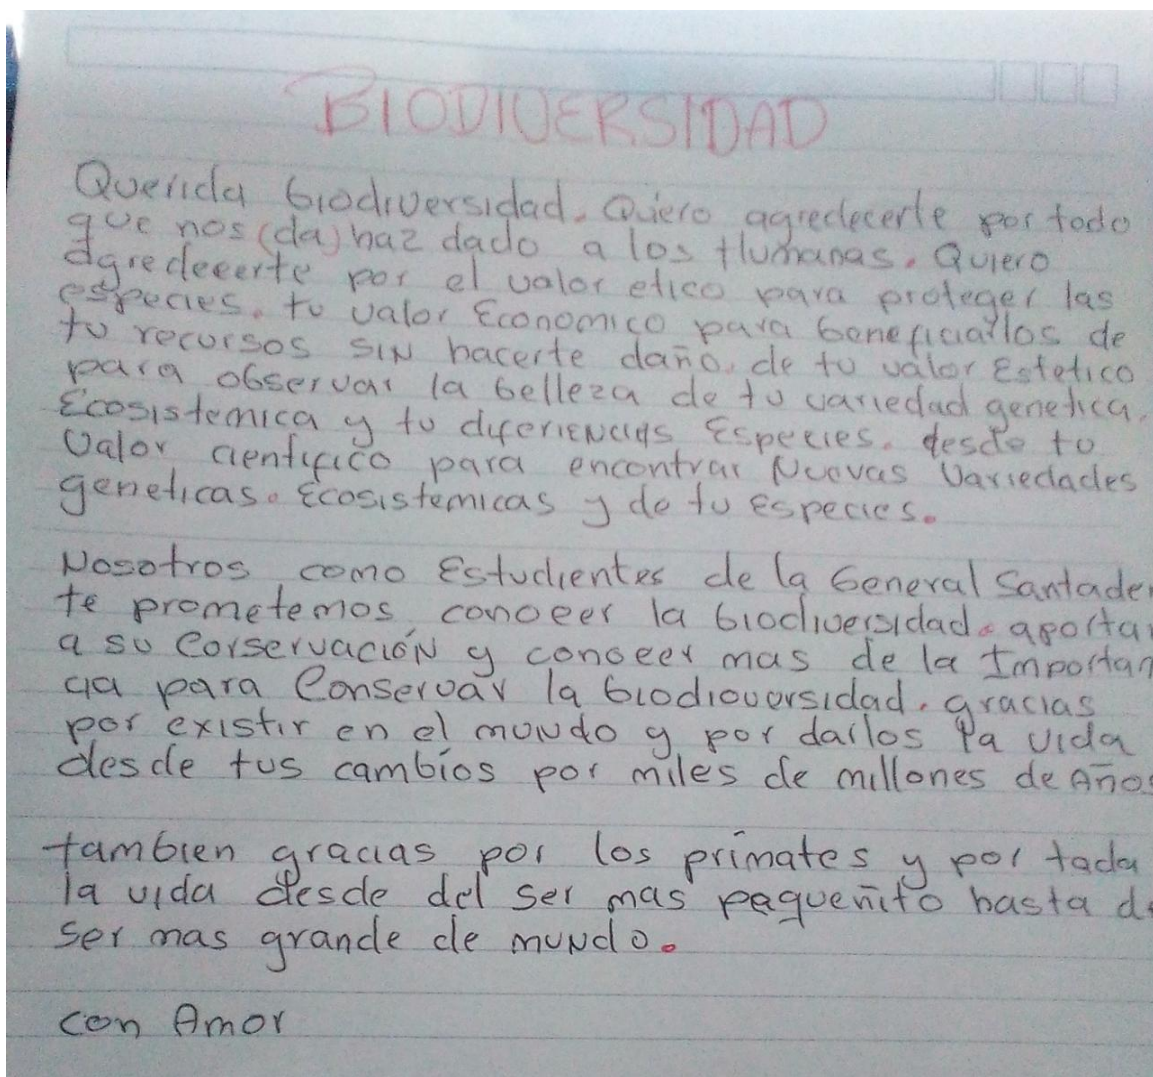 BIODIVERSIDAD
Querida biodiversidad. Quiero agredecerte por todo
que nos (da) haz dado a los Humanas. Quiero
agredecerte por el valor etico para proteger las
especies. tu valor Economico para beneficiarlos de
tu recursos SIN hacerte daño. de tu valor Estetico
para observar la belleza de tu variedad genetica.
Ecosistemica y tu diferiencias Especies. desde tu
Valor cientifico para encontrar Nuevas Variedades
geneticas. Ecosistemicas y de tu especies.
Nosotros como Estudientes de la General Santader
te prometemos conoeer la biodiversidad. aportar
a su Corservación y conoeer mas de la Importan
cia para Conservar la biodioversidad. gracias
por existir en el mundo y por darlos la vida
desde tus cambios por miles de millones de Años
tambien gracias por los primates y por tada
la vida desde del ser mas paqueñito hasta de
ser mas grande de mundo.
con Amor